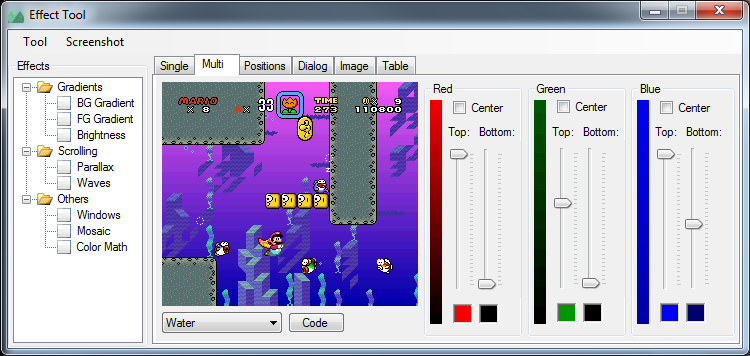 Effect Tool
Tool Screenshot
Effects
Gradients
BG Gradient
FG Gradient
Brightness
Scrolling
Parallax
Waves
Others
Windows
Mosaic
Color Math
Single Multi Positions Dialog Image Table
MARIO 33 TIME × 9
× 8 273 110800
Water Code
Red Green Blue
Center Center Center
Top: Bottom: Top: Bottom: Top: Bottom: